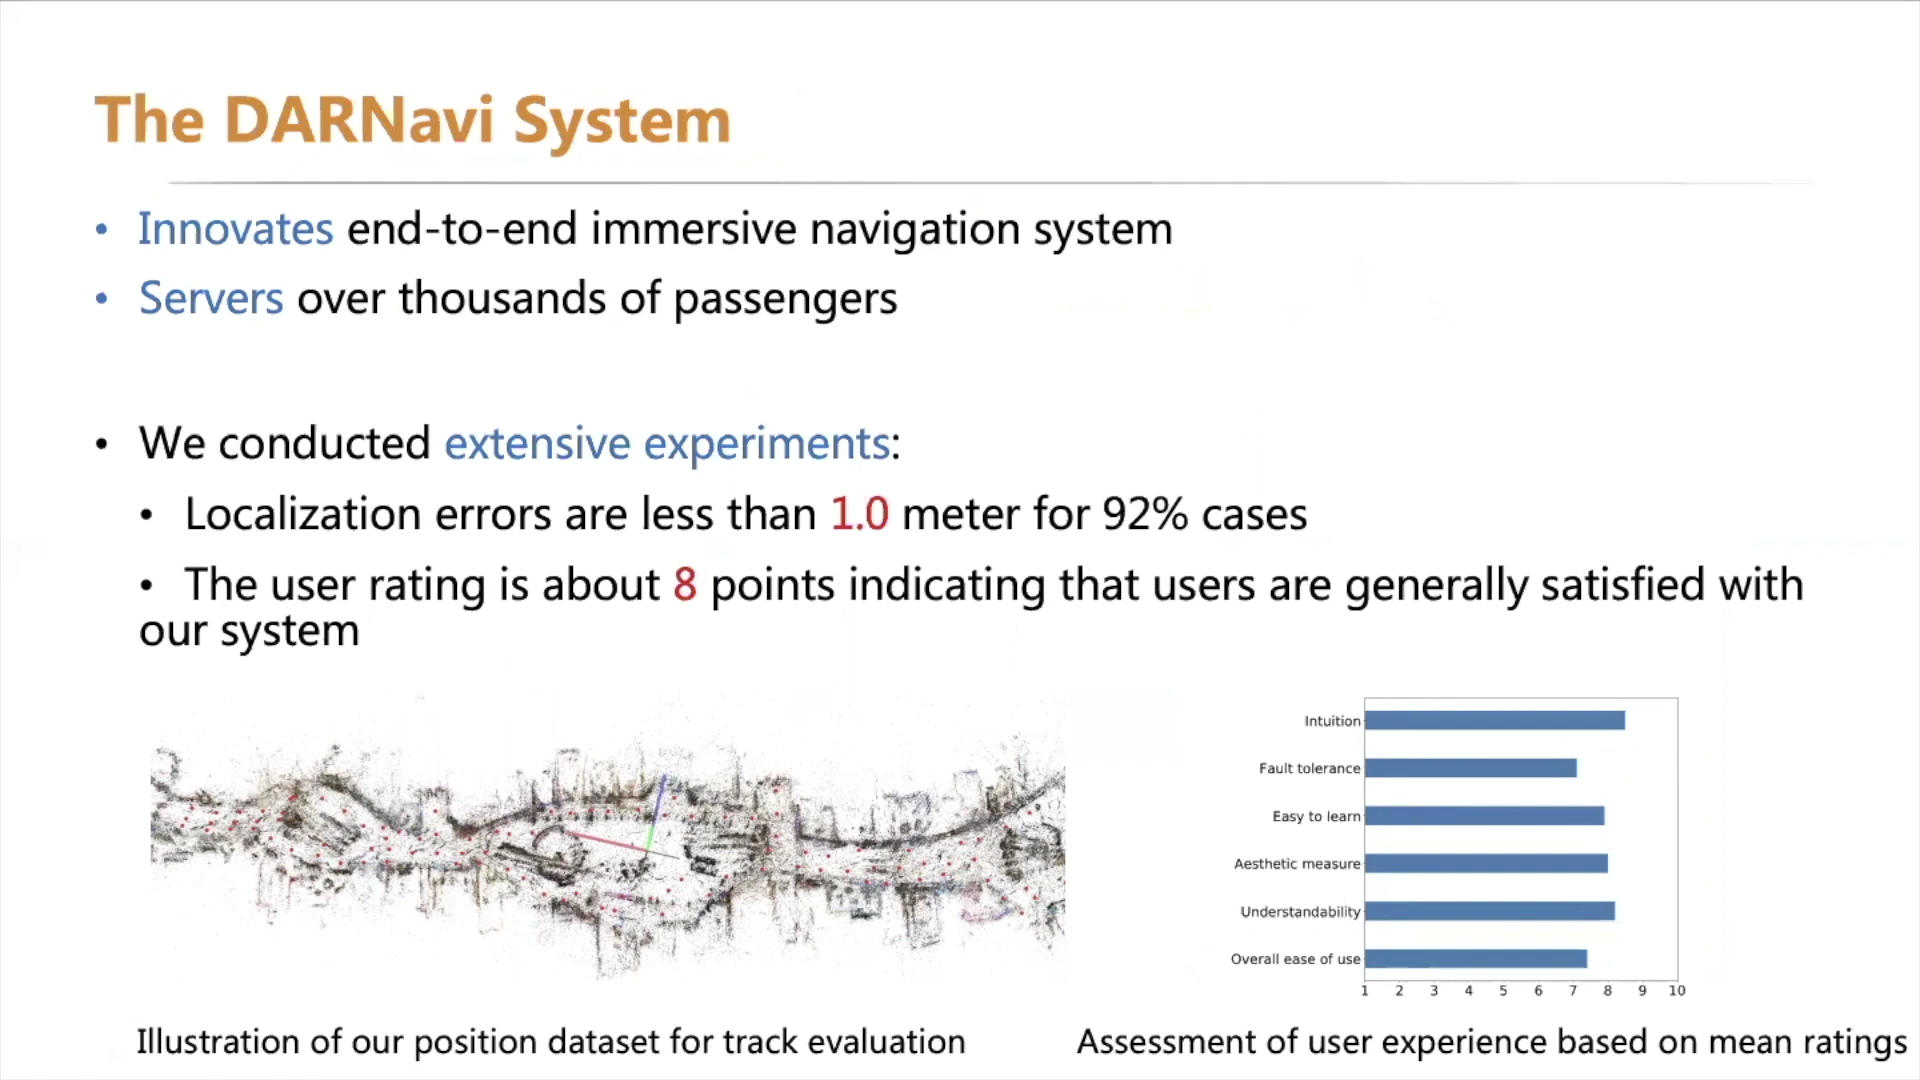 The DARNavi System
• Innovates end-to-end immersive navigation system
• Servers over thousands of passengers
• We conducted extensive experiments:
• Localization errors are less than 1.0 meter for 92% cases
• The user rating is about 8 points indicating that users are generally satisfied with
our system
Intuition
Fault tolerance
Easy to learn
Aesthetic measure
Understandability
Overall ease of use
1 2 3 4 5 6 7 8 9 10
Illustration of our position dataset for track evaluation
Assessment of user experience based on mean ratings